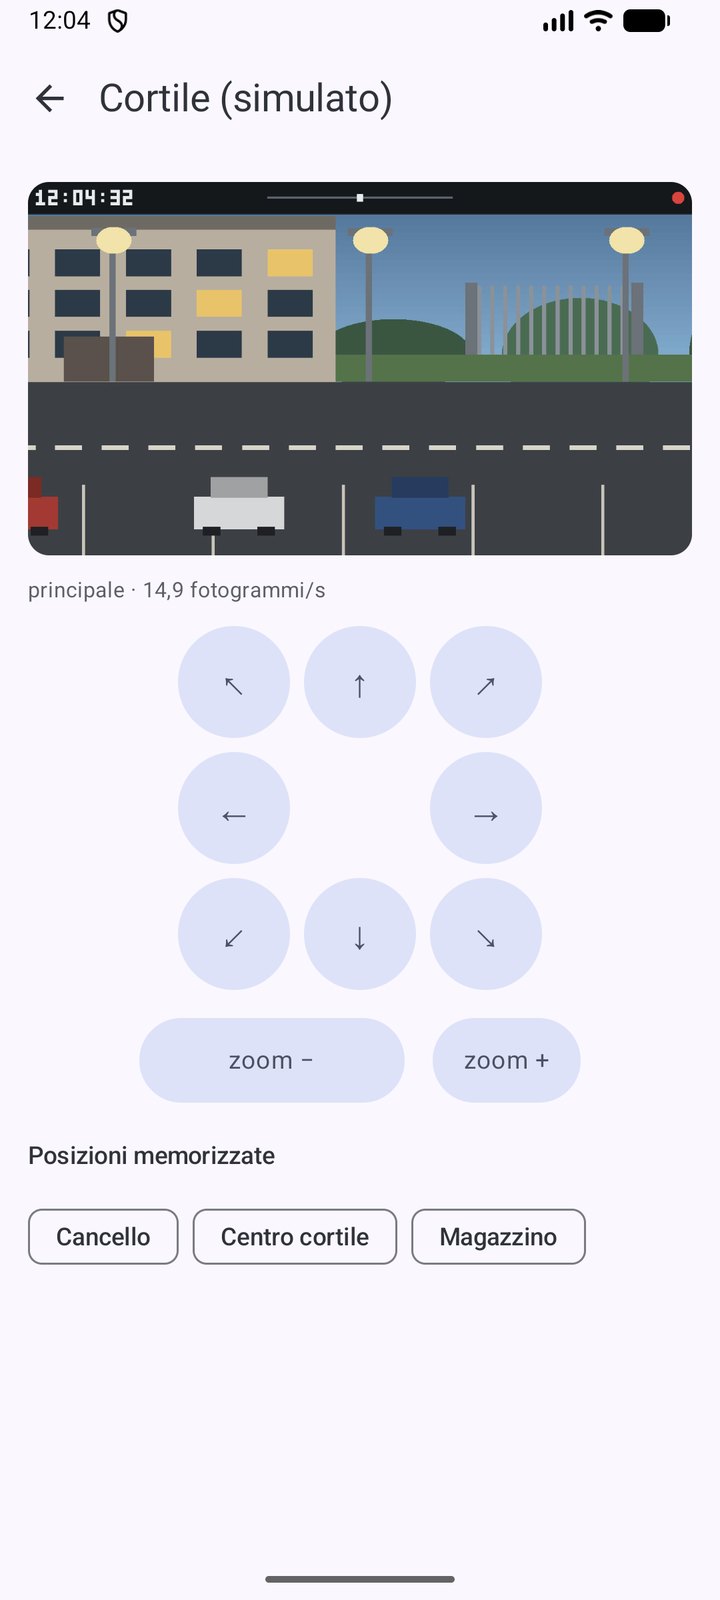 12:04
Cortile (simulato)
12:04:32
principale · 14,9 fotogrammi/s
↖ ↑ ↗
← →
↙ ↓ ↘
zoom − zoom +
Posizioni memorizzate
Cancello Centro cortile Magazzino